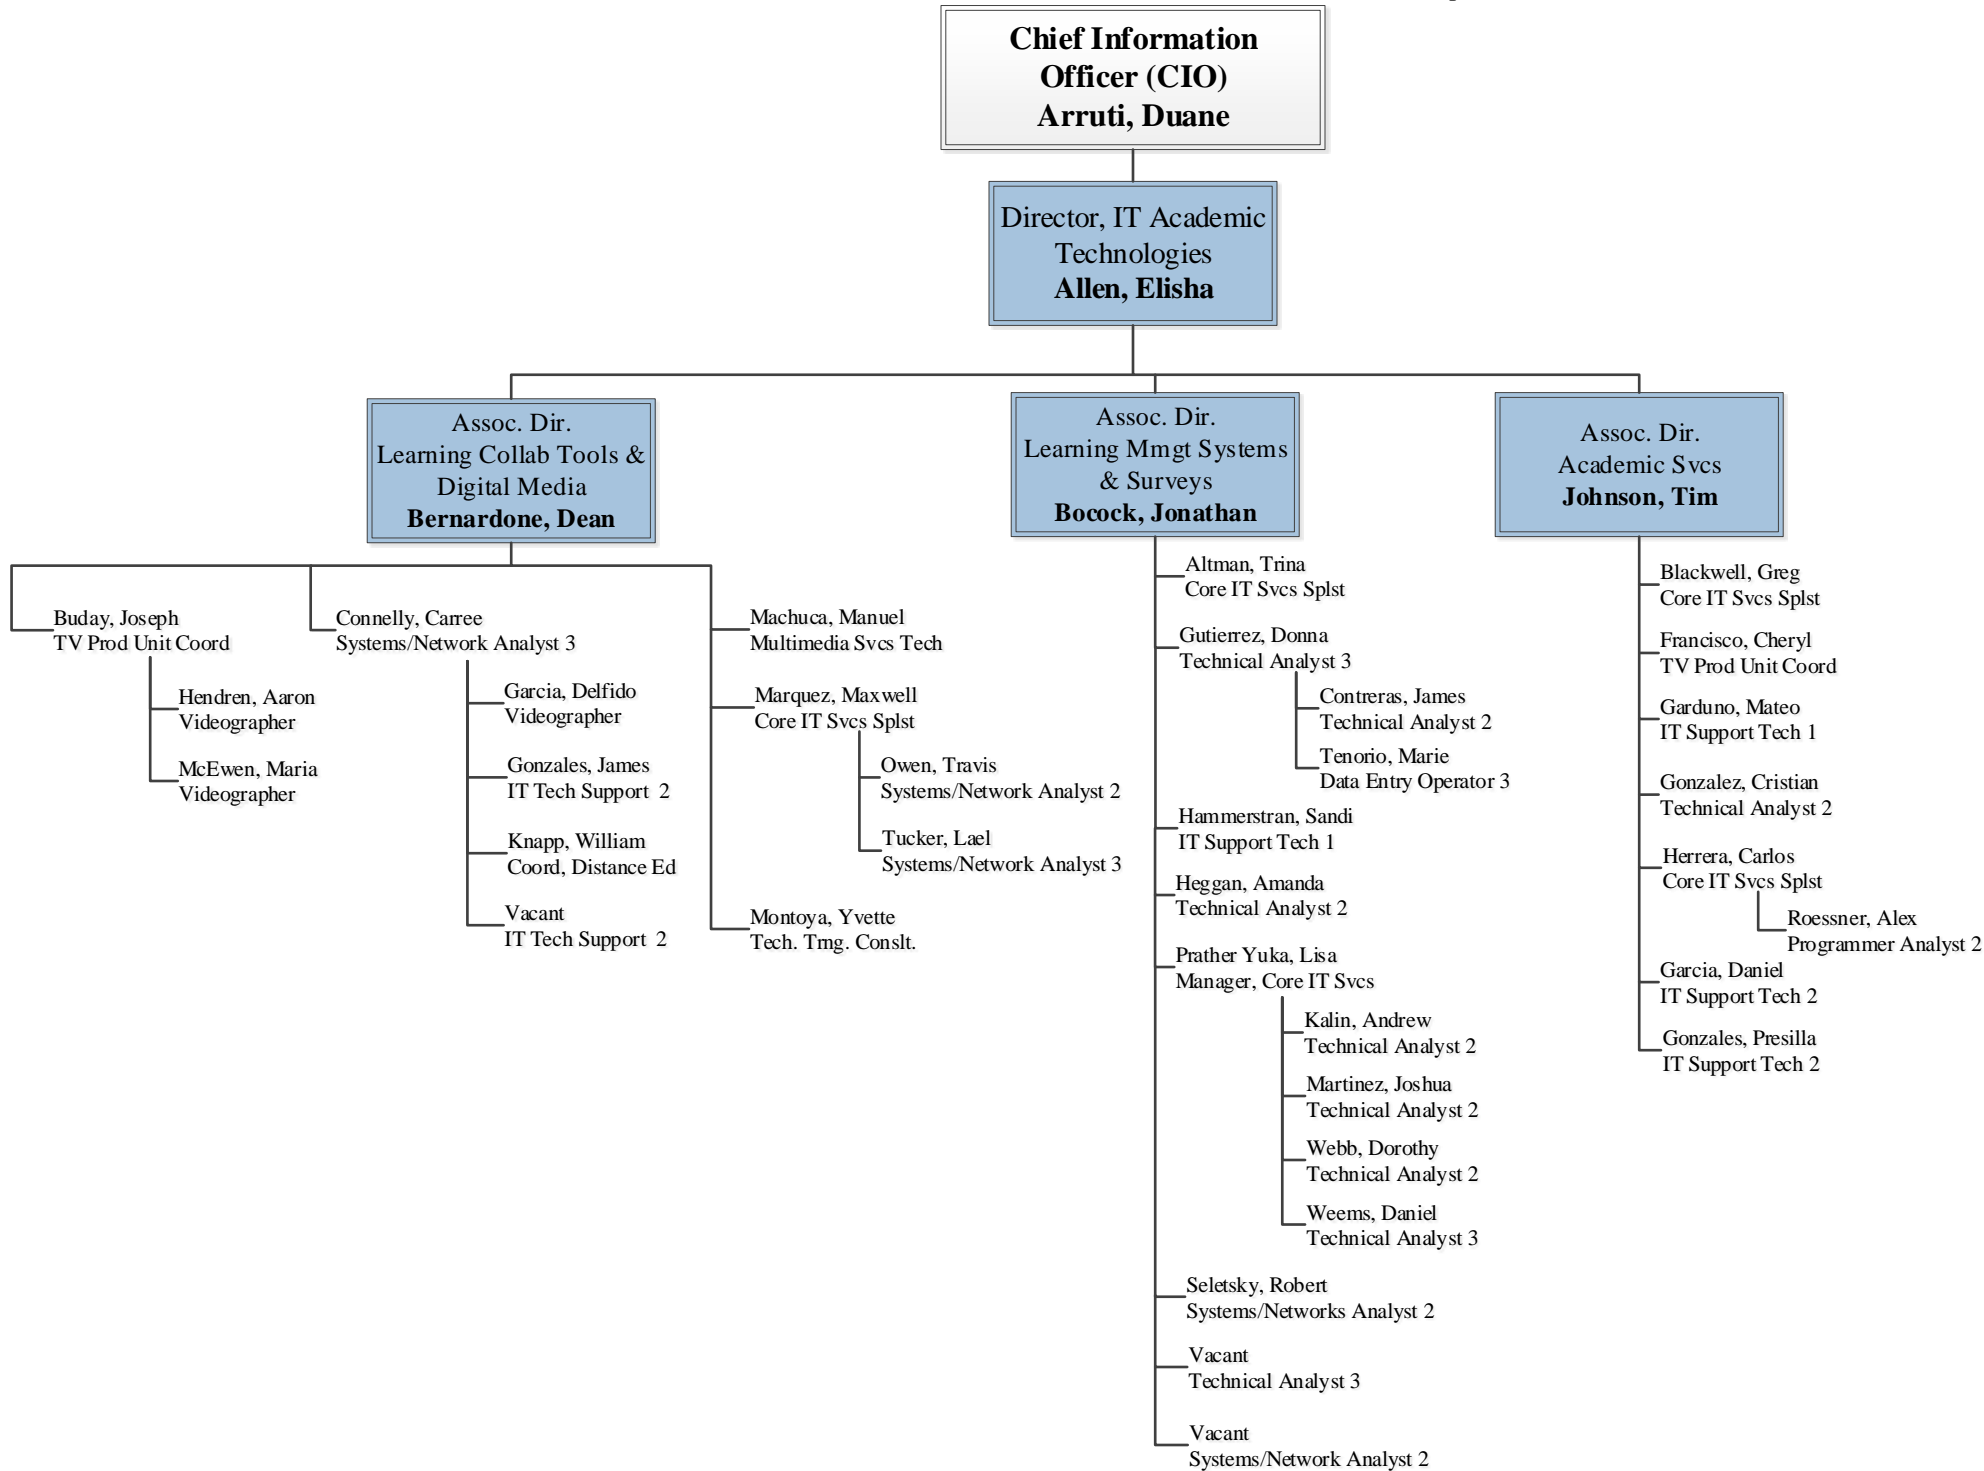 Chief Information
Officer (CIO)
Arruti, Duane
Director, IT Academic
Technologies
Allen, Elisha
Assoc. Dir.
Learning Collab Tools &
Digital Media
Bernardone, Dean
Buday, Joseph
TV Prod Unit Coord
Hendren, Aaron
Videographer
McEwen, Maria
Videographer
Connelly, Carree
Systems/Network Analyst 3
Garcia, Delfido
Videographer
Gonzales, James
IT Tech Support 2
Knapp, William
Coord, Distance Ed
Vacant
IT Tech Support 2
Machuca, Manuel
Multimedia Svcs Tech
Marquez, Maxwell
Core IT Svcs Splst
Owen, Travis
Systems/Network Analyst 2
Tucker, Lael
Systems/Network Analyst 3
Montoya, Yvette
Tech. Trng. Conslt.
Assoc. Dir.
Learning Mmgt Systems
& Surveys
Bocock, Jonathan
Altman, Trina
Core IT Svcs Splst
Gutierrez, Donna
Technical Analyst 3
Contreras, James
Technical Analyst 2
Tenorio, Marie
Data Entry Operator 3
Hammerstran, Sandi
IT Support Tech 1
Heggan, Amanda
Technical Analyst 2
Prather Yuka, Lisa
Manager, Core IT Svcs
Kalin, Andrew
Technical Analyst 2
Martinez, Joshua
Technical Analyst 2
Webb, Dorothy
Technical Analyst 2
Weems, Daniel
Technical Analyst 3
Seletsky, Robert
Systems/Networks Analyst 2
Vacant
Technical Analyst 3
Vacant
Systems/Network Analyst 2
Assoc. Dir.
Academic Svcs
Johnson, Tim
Blackwell, Greg
Core IT Svcs Splst
Francisco, Cheryl
TV Prod Unit Coord
Garduno, Mateo
IT Support Tech 1
Gonzalez, Cristian
Technical Analyst 2
Herrera, Carlos
Core IT Svcs Splst
Roessner, Alex
Programmer Analyst 2
Garcia, Daniel
IT Support Tech 2
Gonzales, Presilla
IT Support Tech 2